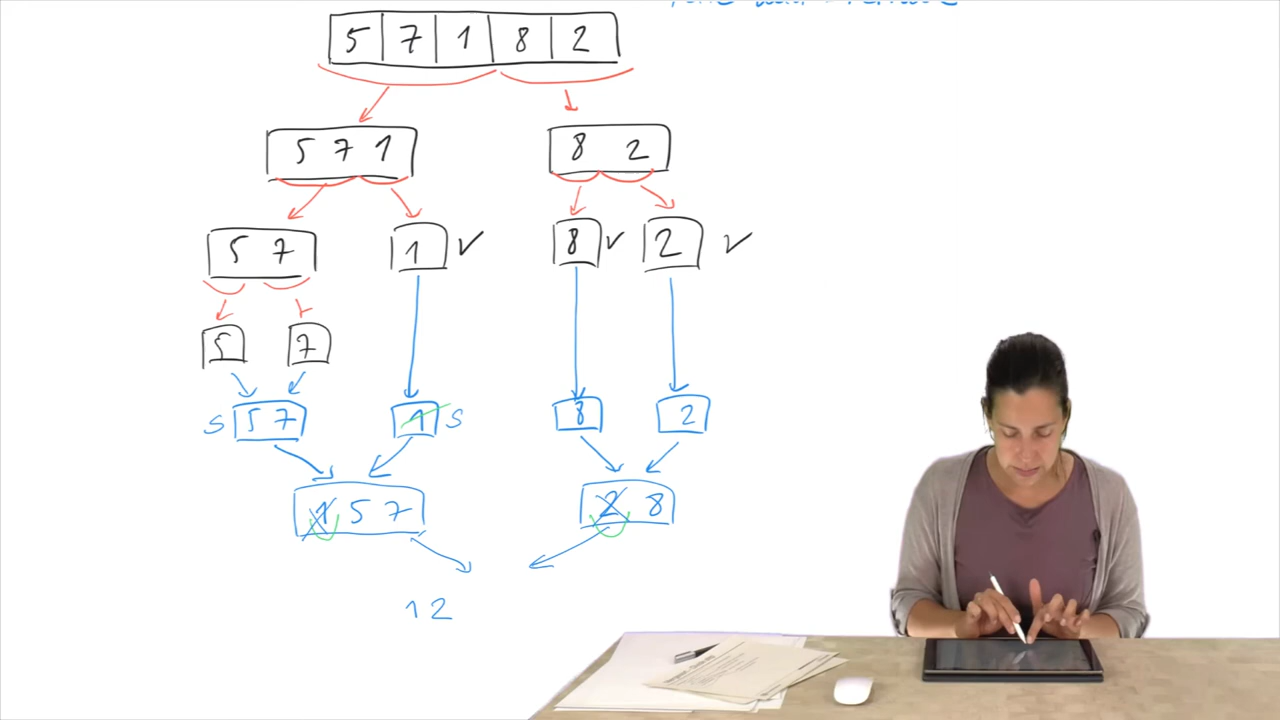 5 7 1 8 2
5 7 1 8 2
5 7 1 8 2
5 7
S 5 7 1 S 8 2
1 5 7 2 8
1 2